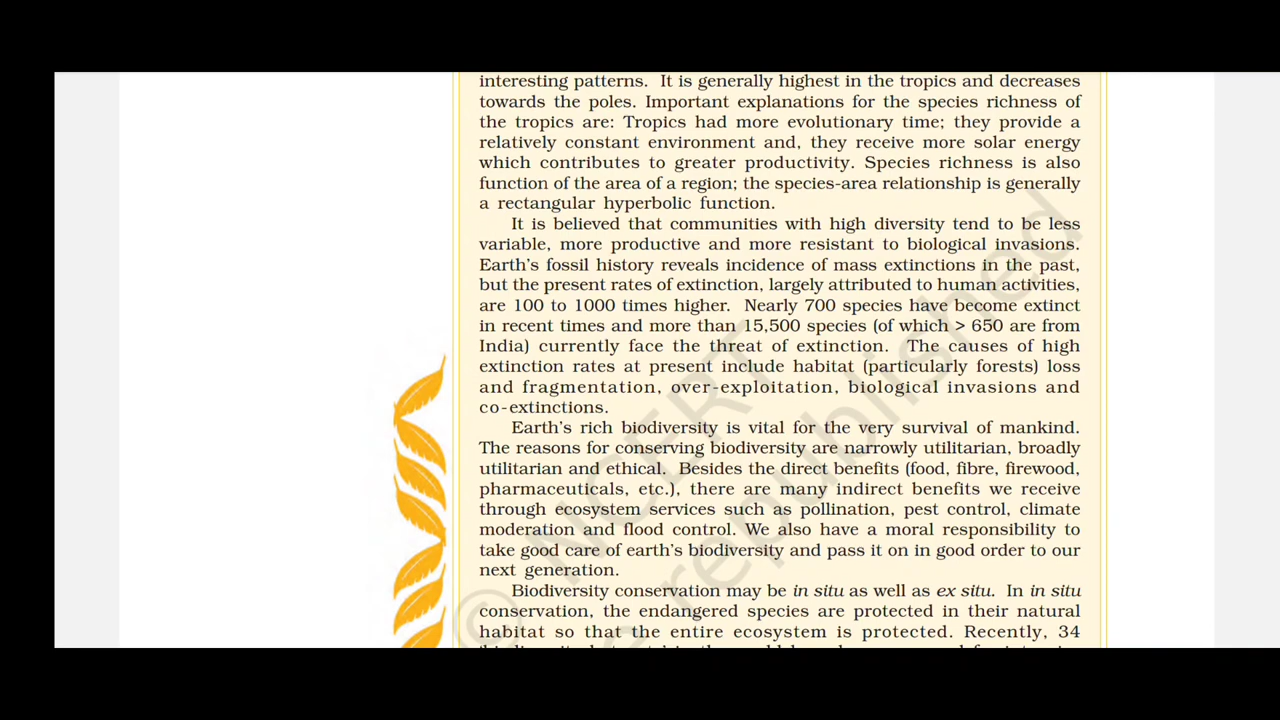 interesting patterns. It is generally highest in the tropics and decreases
towards the poles. Important explanations for the species richness of
the tropics are: Tropics had more evolutionary time; they provide a
relatively constant environment and, they receive more solar energy
which contributes to greater productivity. Species richness is also
function of the area of a region; the species-area relationship is generally
a rectangular hyperbolic function.
It is believed that communities with high diversity tend to be less
variable, more productive and more resistant to biological invasions.
Earth's fossil history reveals incidence of mass extinctions in the past,
but the present rates of extinction, largely attributed to human activities,
are 100 to 1000 times higher. Nearly 700 species have become extinct
in recent times and more than 15,500 species (of which > 650 are from
India) currently face the threat of extinction. The causes of high
extinction rates at present include habitat (particularly forests) loss
and fragmentation, over-exploitation, biological invasions and
co-extinctions.
Earth's rich biodiversity is vital for the very survival of mankind.
The reasons for conserving biodiversity are narrowly utilitarian, broadly
utilitarian and ethical. Besides the direct benefits (food, fibre, firewood,
pharmaceuticals, etc.), there are many indirect benefits we receive
through ecosystem services such as pollination, pest control, climate
moderation and flood control. We also have a moral responsibility to
take good care of earth's biodiversity and pass it on in good order to our
next generation.
Biodiversity conservation may be in situ as well as ex situ. In in situ
conservation, the endangered species are protected in their natural
habitat so that the entire ecosystem is protected. Recently, 34
© NCERT
republished